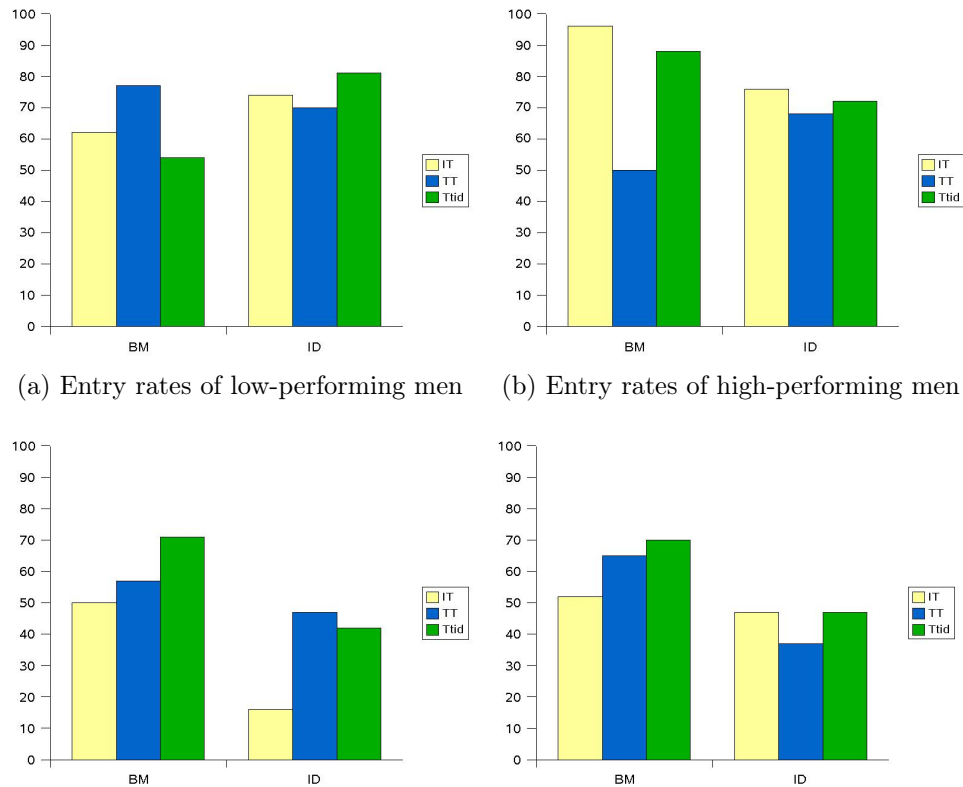 100
90
80
70
60
50
40
30
20
10
0
BM ID
IT
TT
Ttid
(a) Entry rates of low-performing men
100
90
80
70
60
50
40
30
20
10
0
BM ID
IT
TT
Ttid
(b) Entry rates of high-performing men
100
90
80
70
60
50
40
30
20
10
0
BM ID
IT
TT
Ttid
100
90
80
70
60
50
40
30
20
10
0
BM ID
IT
TT
Ttid